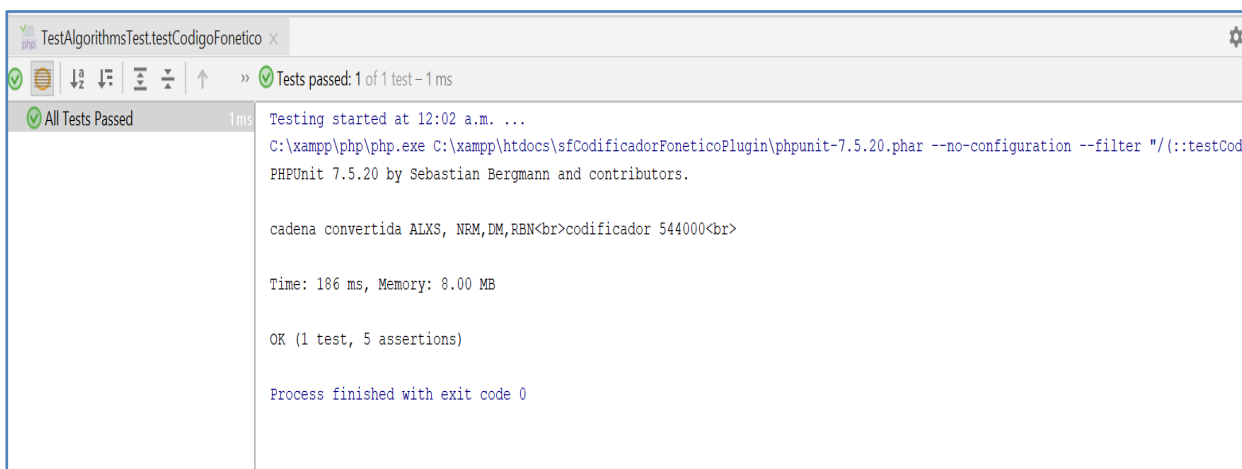 php TestAlgorithmsTest.testCodigoFonetico ×
» Tests passed: 1 of 1 test – 1 ms
All Tests Passed 1ms
Testing started at 12:02 a.m. ...
C:\xampp\php\php.exe C:\xampp\htdocs\sfCodificadorFoneticoPlugin\phpunit-7.5.20.phar --no-configuration --filter "/(::testCod
PHPUnit 7.5.20 by Sebastian Bergmann and contributors.
cadena convertida ALXS, NRM,DM,RBN<br>codificador 544000<br>
Time: 186 ms, Memory: 8.00 MB
OK (1 test, 5 assertions)
Process finished with exit code 0